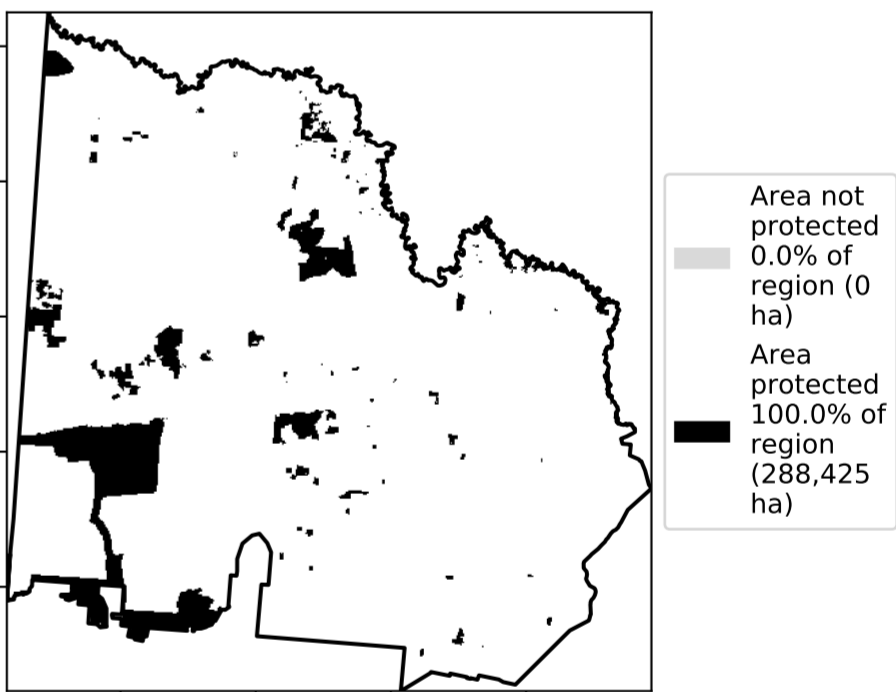 Area not
protected
0.0% of
region (0
ha)
Area
protected
100.0% of
region
(288,425
ha)